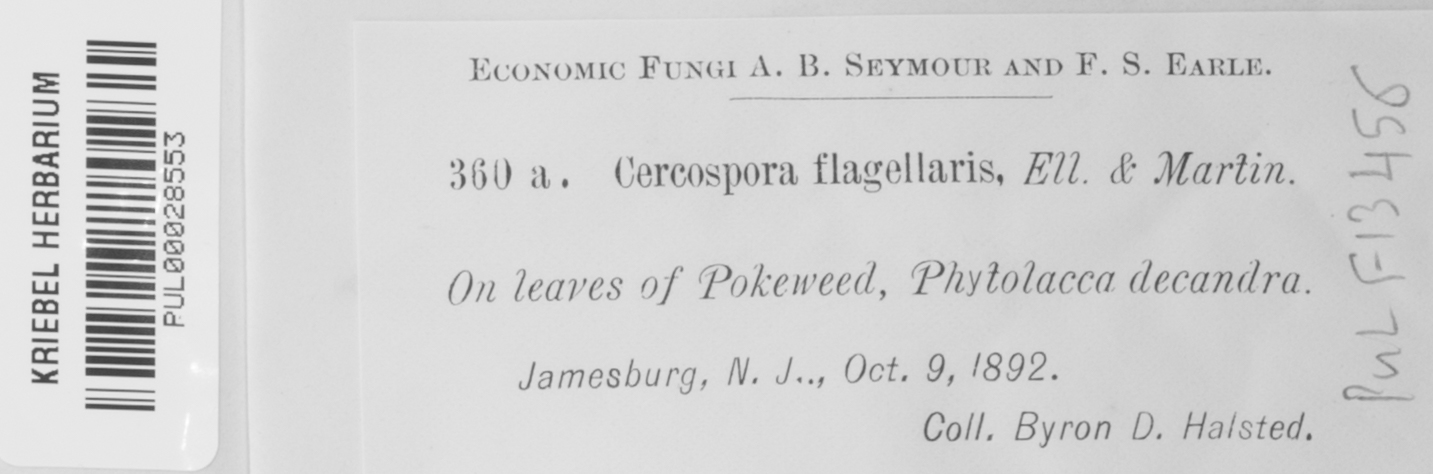 KRIEBEL HERBARIUM
PUL00028553
ECONOMIC FUNGI A. B. SEYMOUR AND F. S. EARLE.
360 a. Cercospora flagellaris, Ell. & Martin.
On leaves of Pokeweed, Phytolacca decandra.
Jamesburg, N. J.., Oct. 9, 1892.
Coll. Byron D. Halsted.
PUL F13456